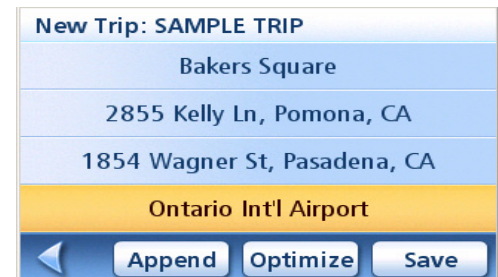 New Trip: SAMPLE TRIP
Bakers Square
2855 Kelly Ln, Pomona, CA
1854 Wagner St, Pasadena, CA
Ontario Int'l Airport
Append Optimize Save